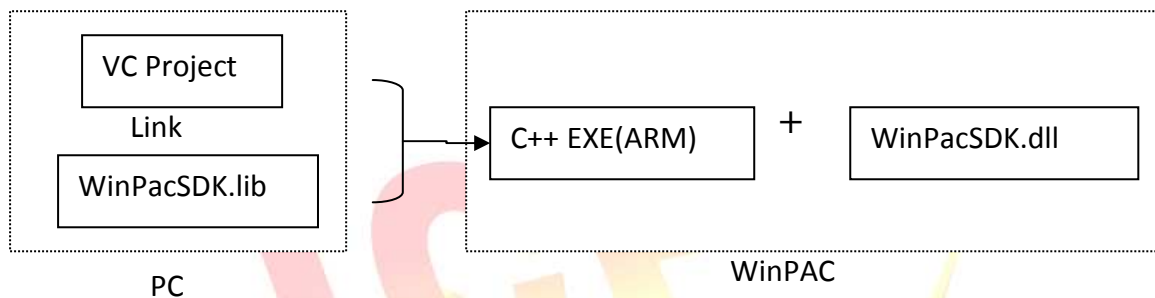 VC Project
Link
WinPacSDK.lib
PC
C++ EXE(ARM)
+
WinPacSDK.dll
WinPAC